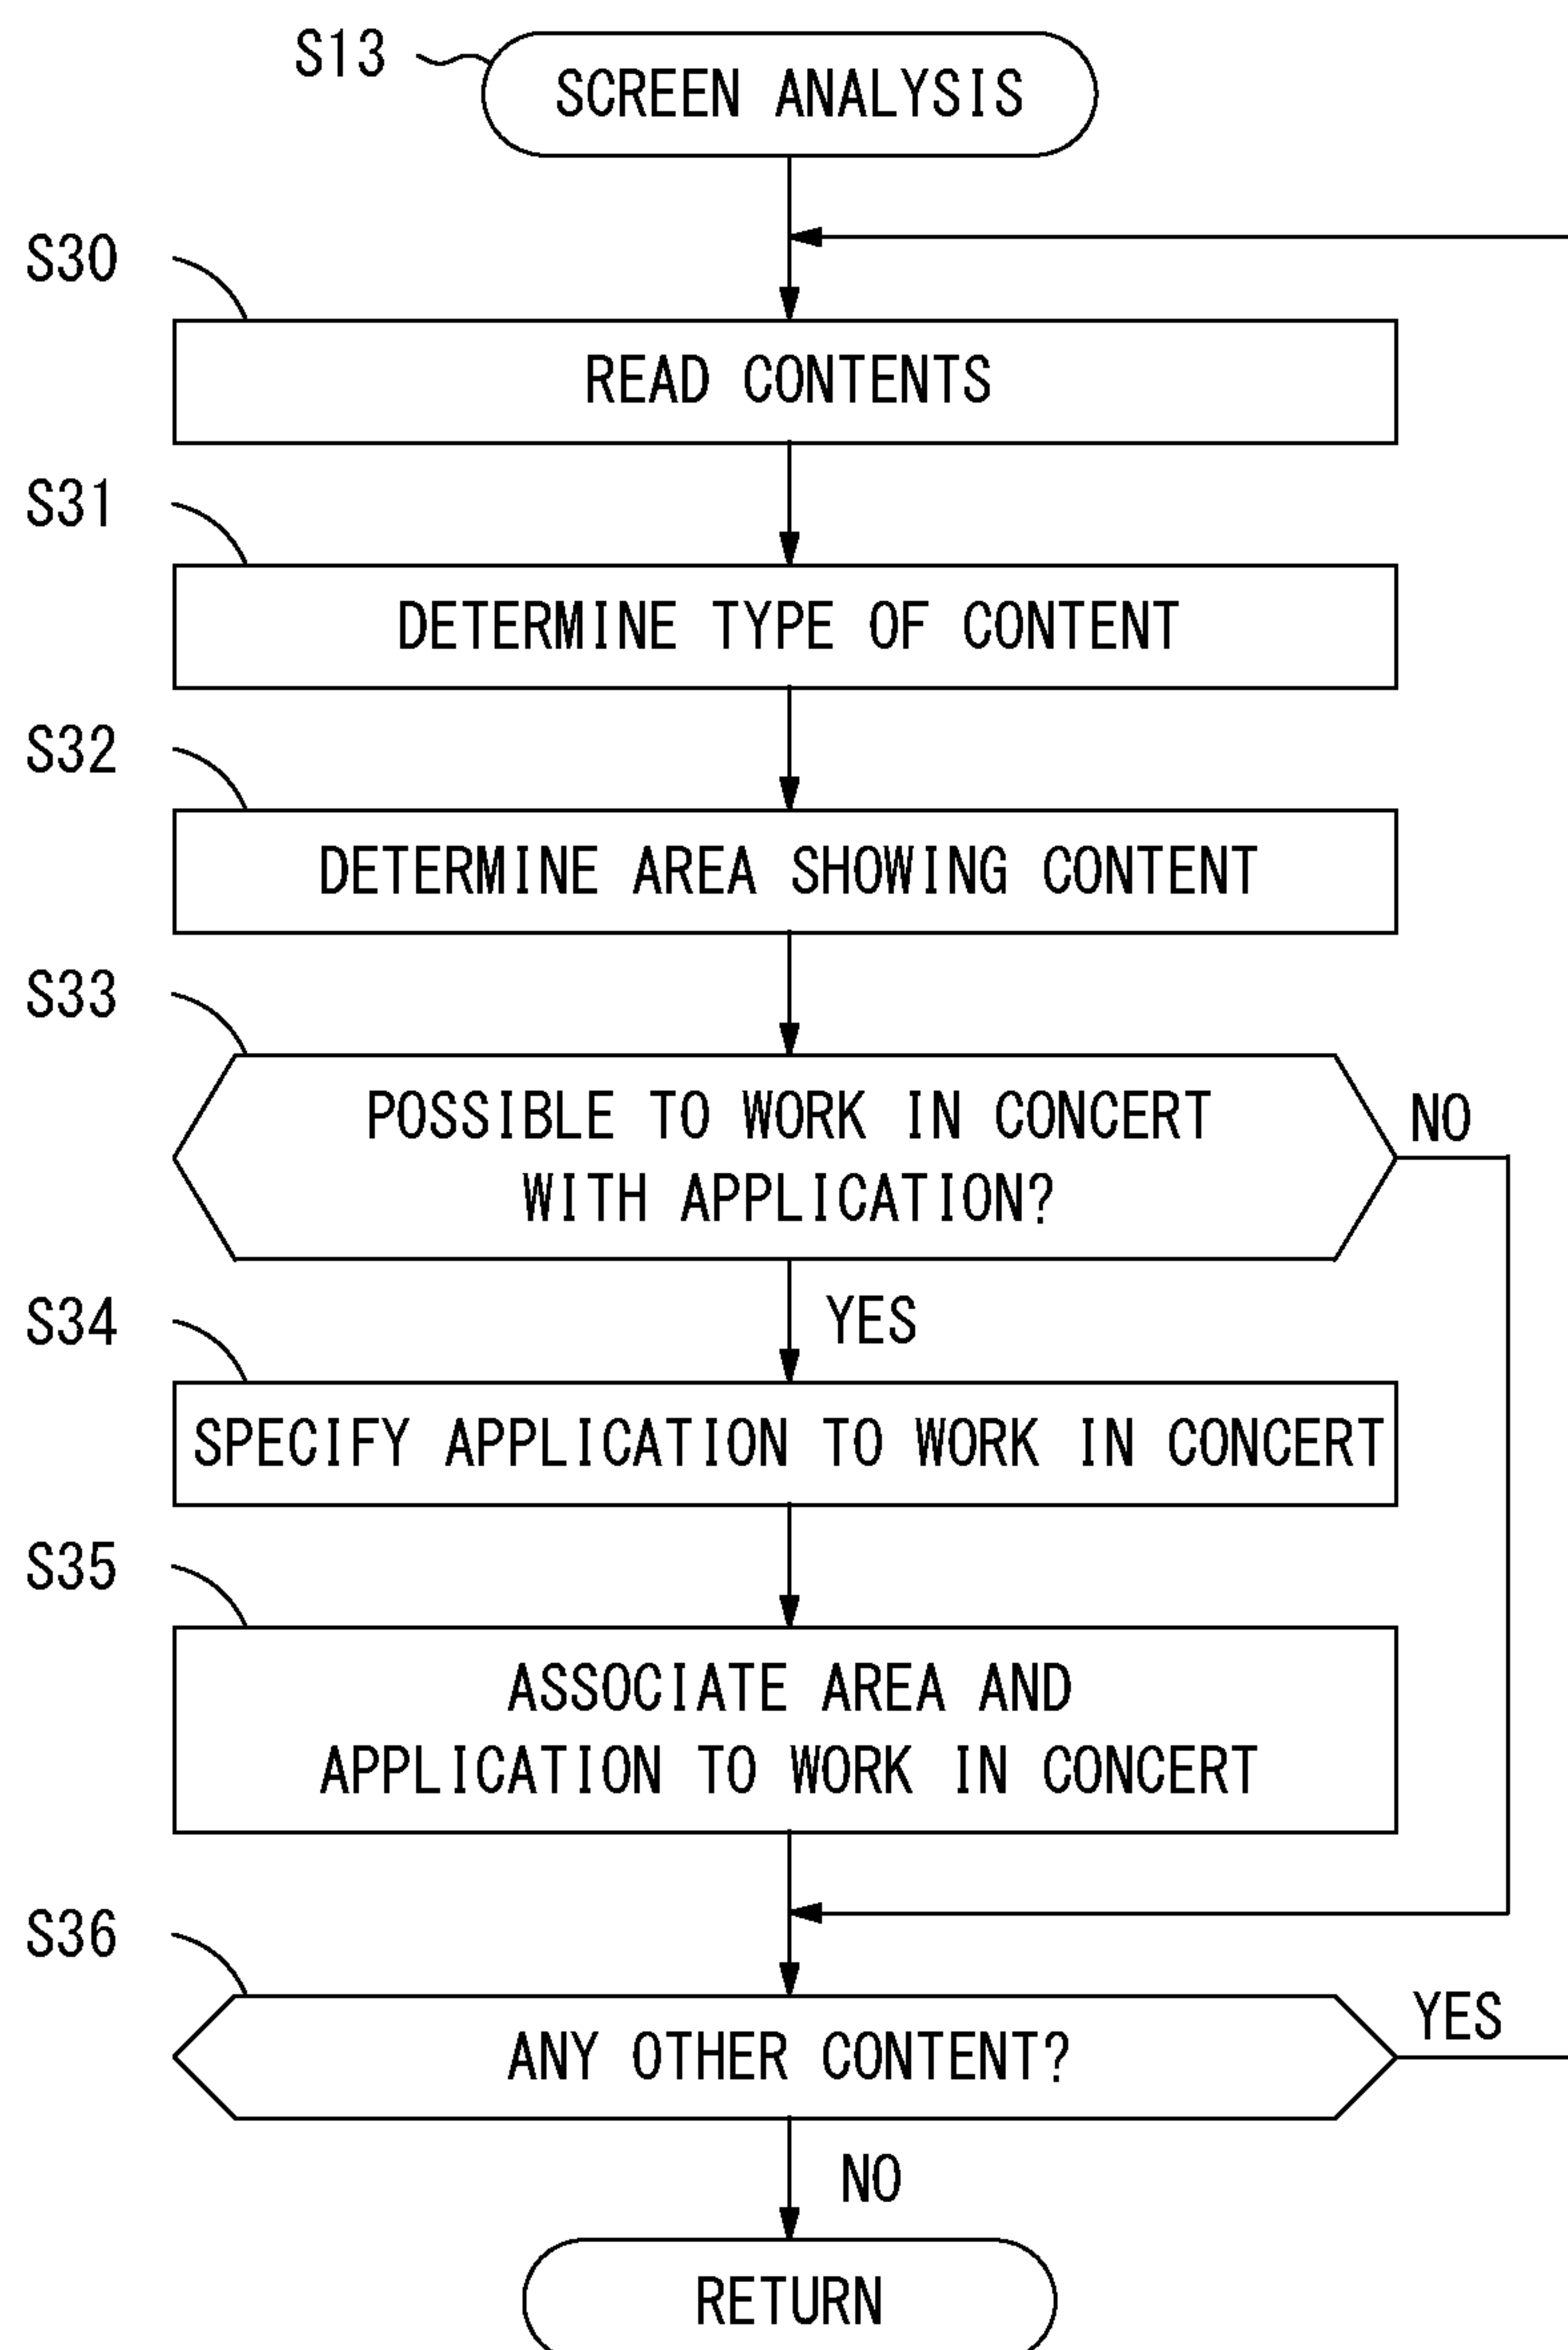 S13
SCREEN ANALYSIS
S30
READ CONTENTS
S31
DETERMINE TYPE OF CONTENT
S32
DETERMINE AREA SHOWING CONTENT
S33
POSSIBLE TO WORK IN CONCERT
WITH APPLICATION?
NO
YES
S34
SPECIFY APPLICATION TO WORK IN CONCERT
S35
ASSOCIATE AREA AND
APPLICATION TO WORK IN CONCERT
S36
ANY OTHER CONTENT?
YES
NO
RETURN